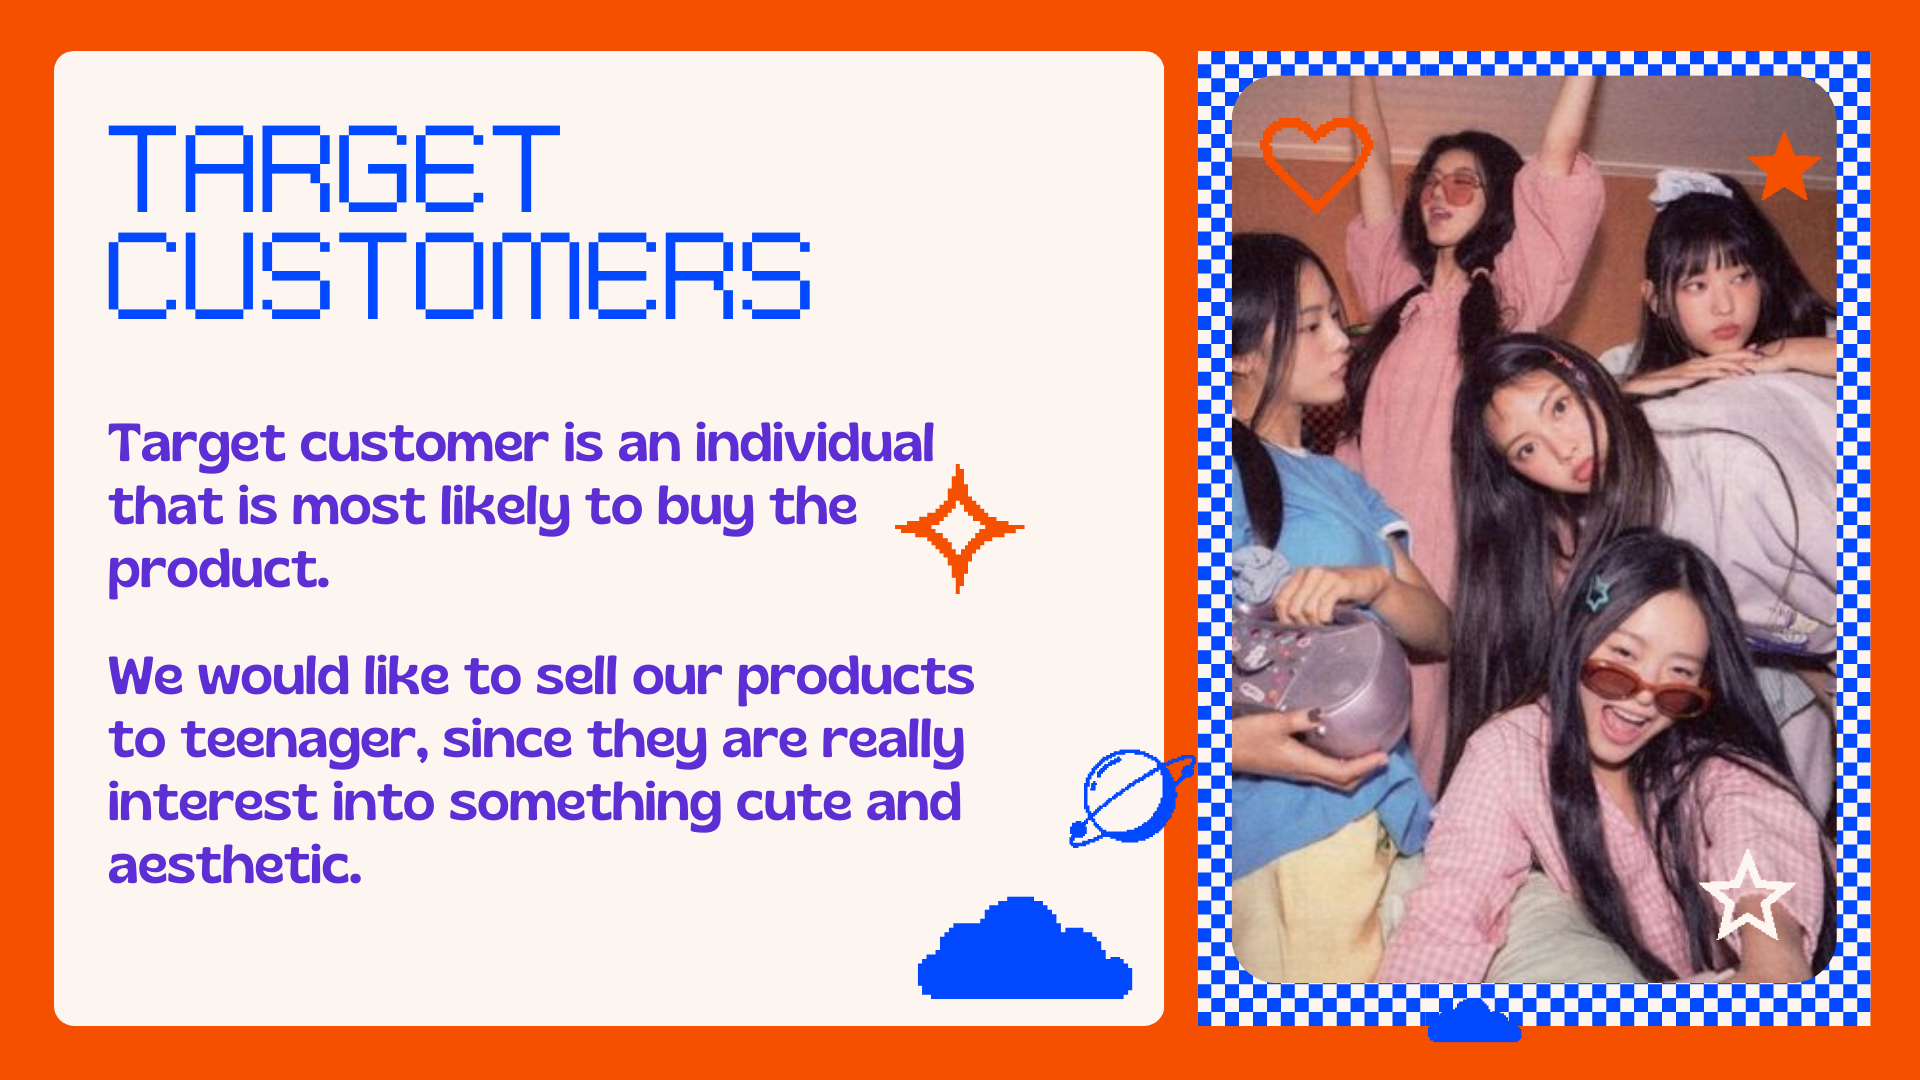 TARGET
CUSTOMERS
Target customer is an individual
that is most likely to buy the
product.
We would like to sell our products
to teenager, since they are really
interest into something cute and
aesthetic.